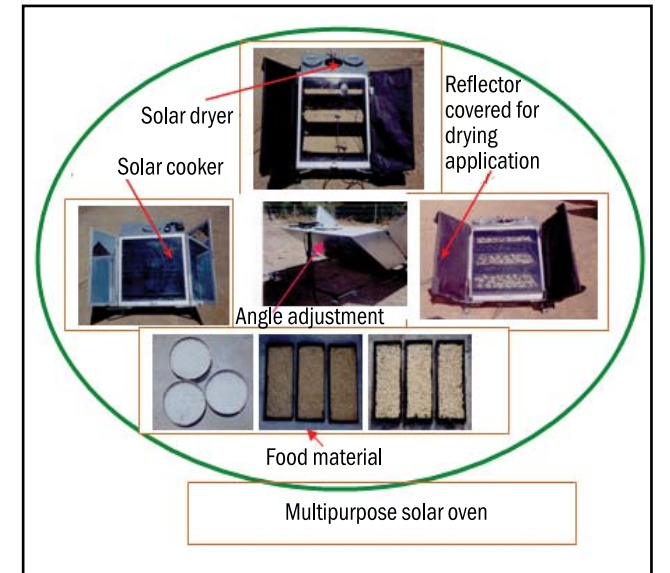 Solar dryer
Solar cooker
Reflector
covered for
drying
application
Angle adjustment
Food material
Multipurpose solar oven